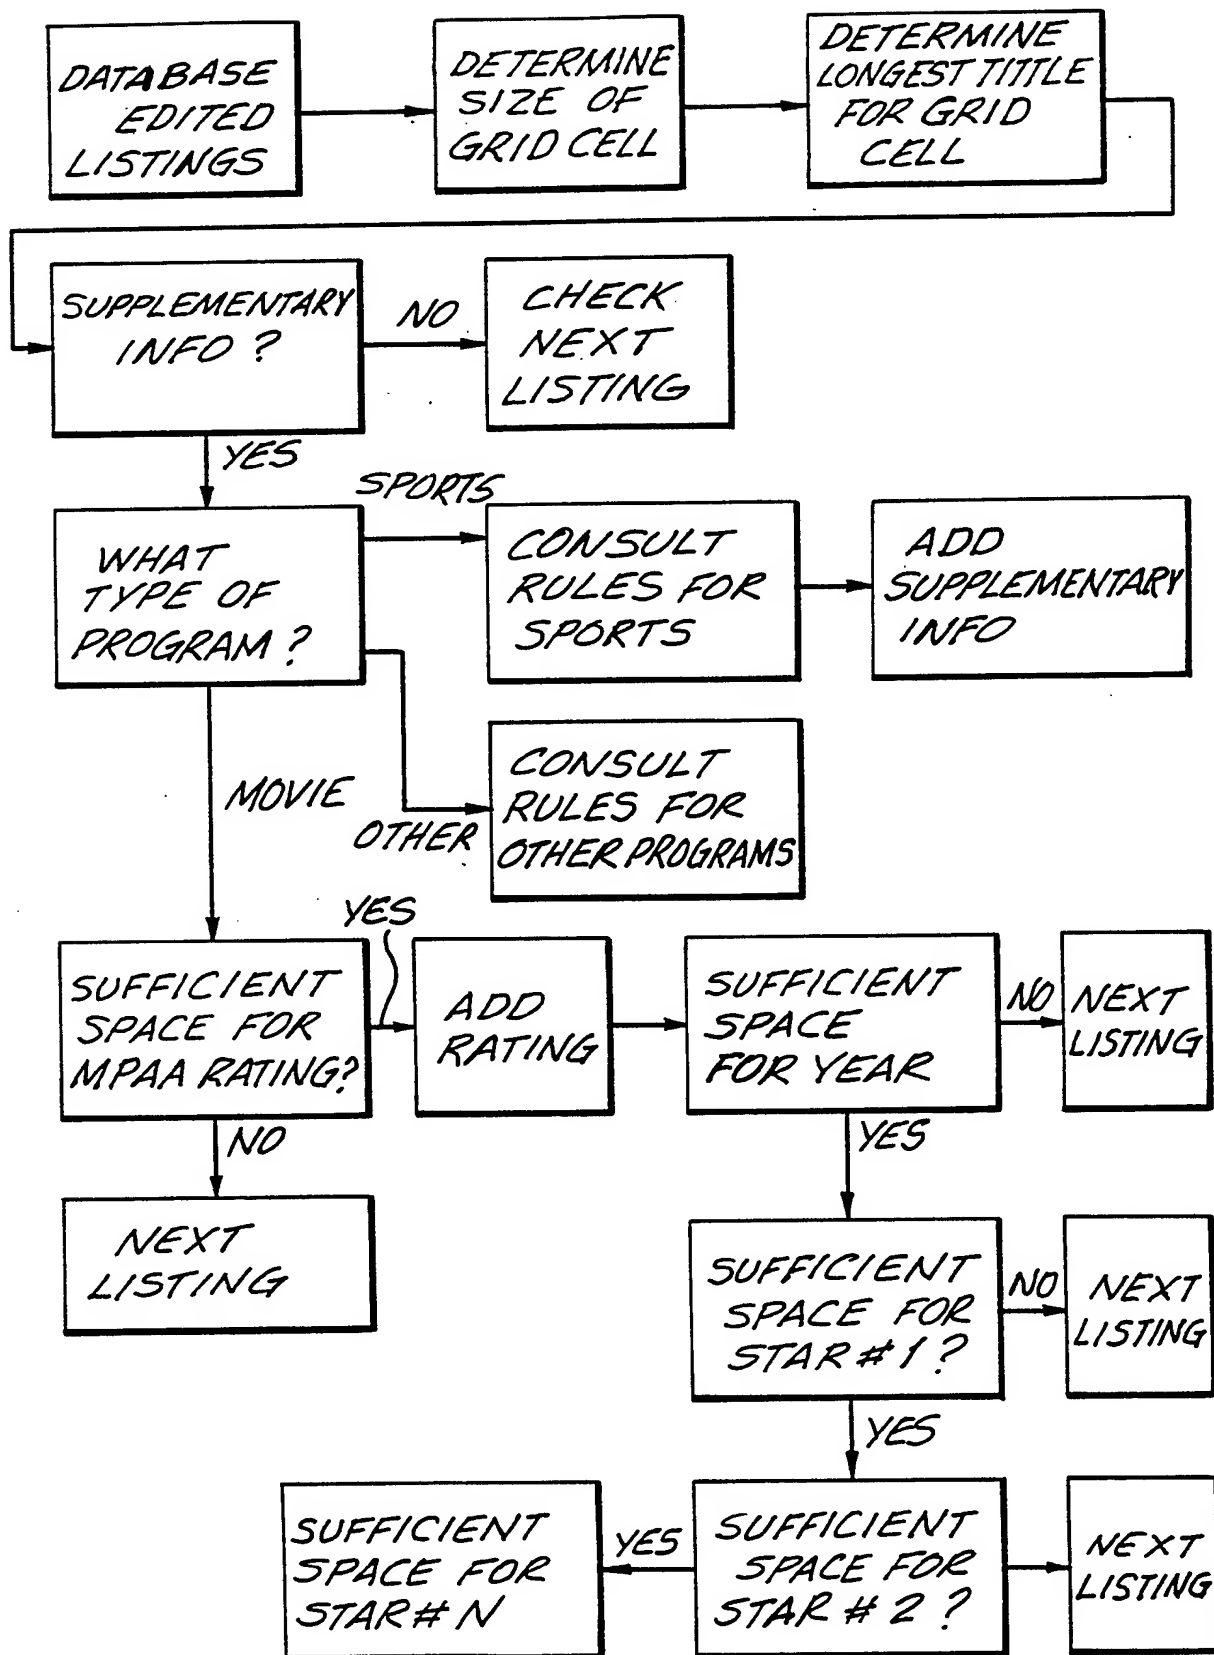 DATABASE
EDITED
LISTINGS
DETERMINE
SIZE OF
GRID CELL
DETERMINE
LONGEST TITTLE
FOR GRID
CELL
SUPPLEMENTARY
INFO?
NO
CHECK
NEXT
LISTING
YES
WHAT
TYPE OF
PROGRAM?
SPORTS
CONSULT
RULES FOR
SPORTS
ADD
SUPPLEMENTARY
INFO
MOVIE
OTHER
CONSULT
RULES FOR
OTHER PROGRAMS
SUFFICIENT
SPACE FOR
MPAA RATING?
YES
ADD
RATING
SUFFICIENT
SPACE
FOR YEAR
NO
NEXT
LISTING
NO
NEXT
LISTING
YES
SUFFICIENT
SPACE FOR
STAR #1?
NO
NEXT
LISTING
YES
SUFFICIENT
SPACE FOR
STAR #2?
NEXT
LISTING
YES
SUFFICIENT
SPACE FOR
STAR # N